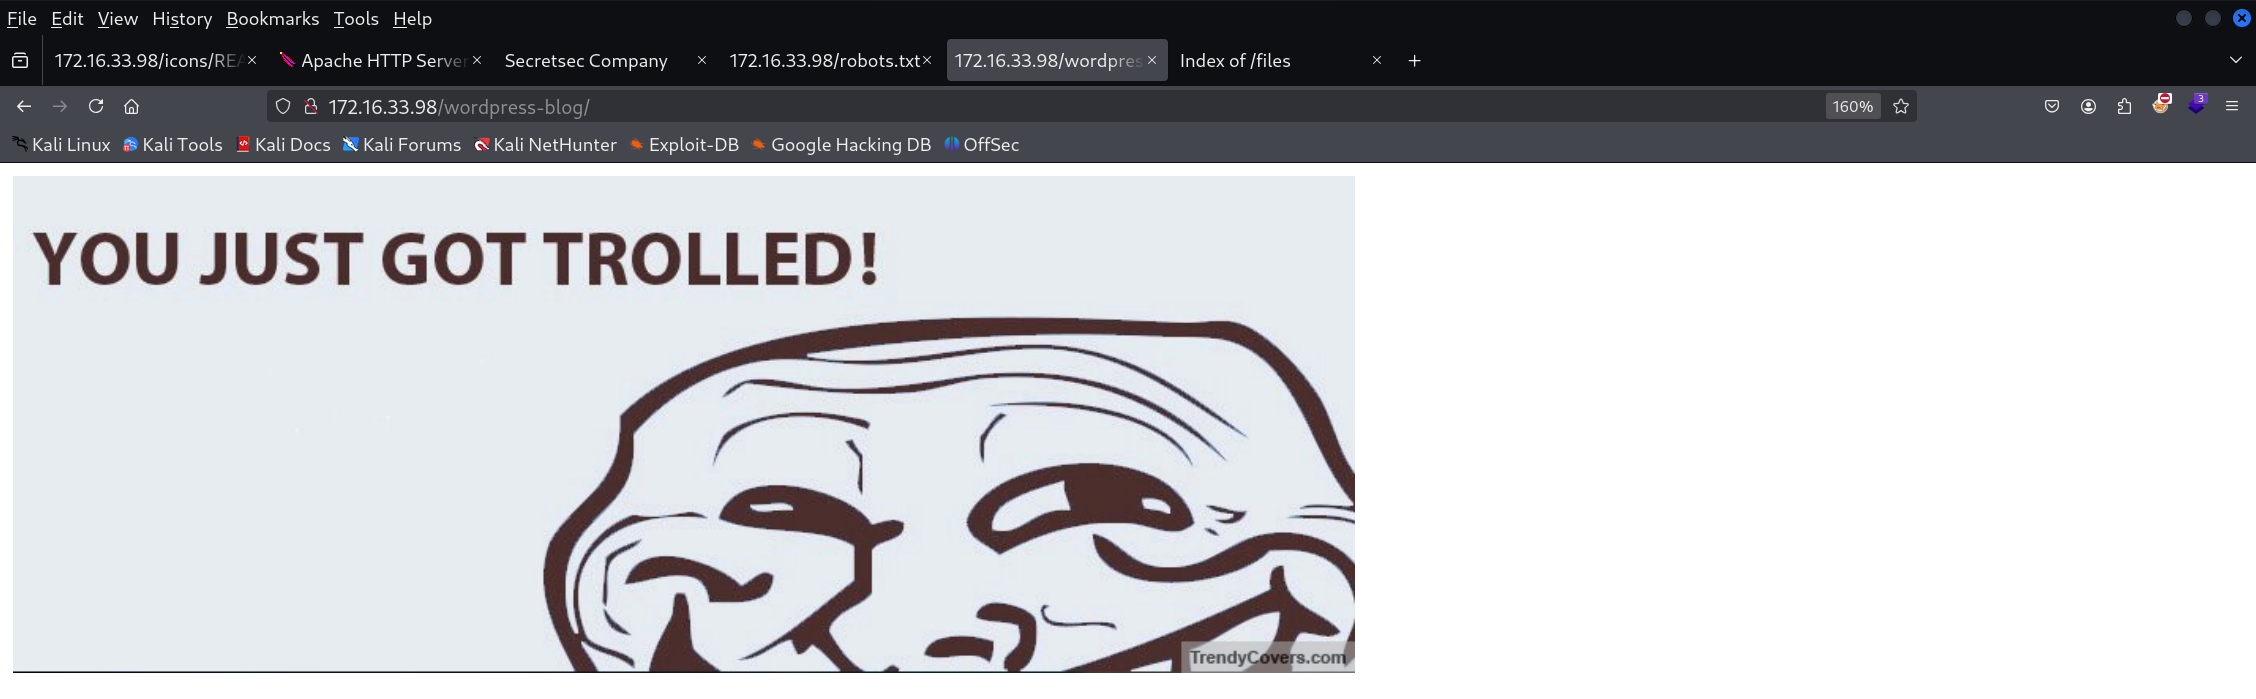 File Edit View History Bookmarks Tools Help
172.16.33.98/icons/REA Apache HTTP Server Secretsec Company 172.16.33.98/robots.txt 172.16.33.98/wordpres Index of /files
172.16.33.98/wordpress-blog/ 160% 3
Kali Linux Kali Tools Kali Docs Kali Forums Kali NetHunter Exploit-DB Google Hacking DB OffSec
YOU JUST GOT TROLLED!
TrendyCovers.com